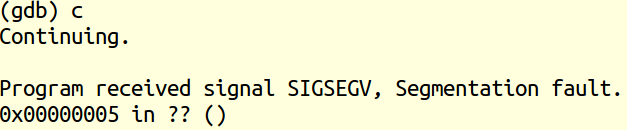 (gdb) c
Continuing.
Program received signal SIGSEGV, Segmentation fault.
0x00000005 in ?? ()